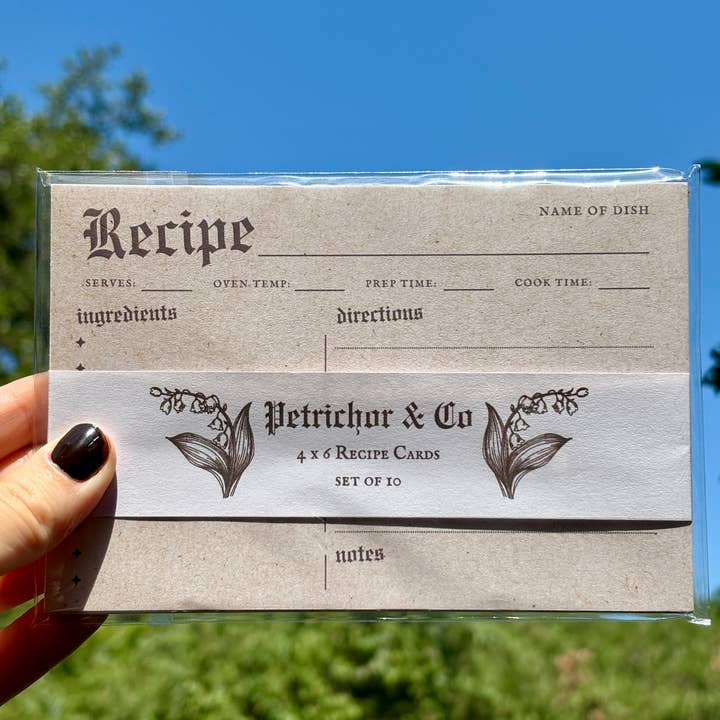 NAME OF DISH
Recipe
SERVES: OVEN TEMP: PREP TIME: COOK TIME:
ingredients directions
Petrichor & Co
4 x 6 RECIPE CARDS
SET OF 10
notes